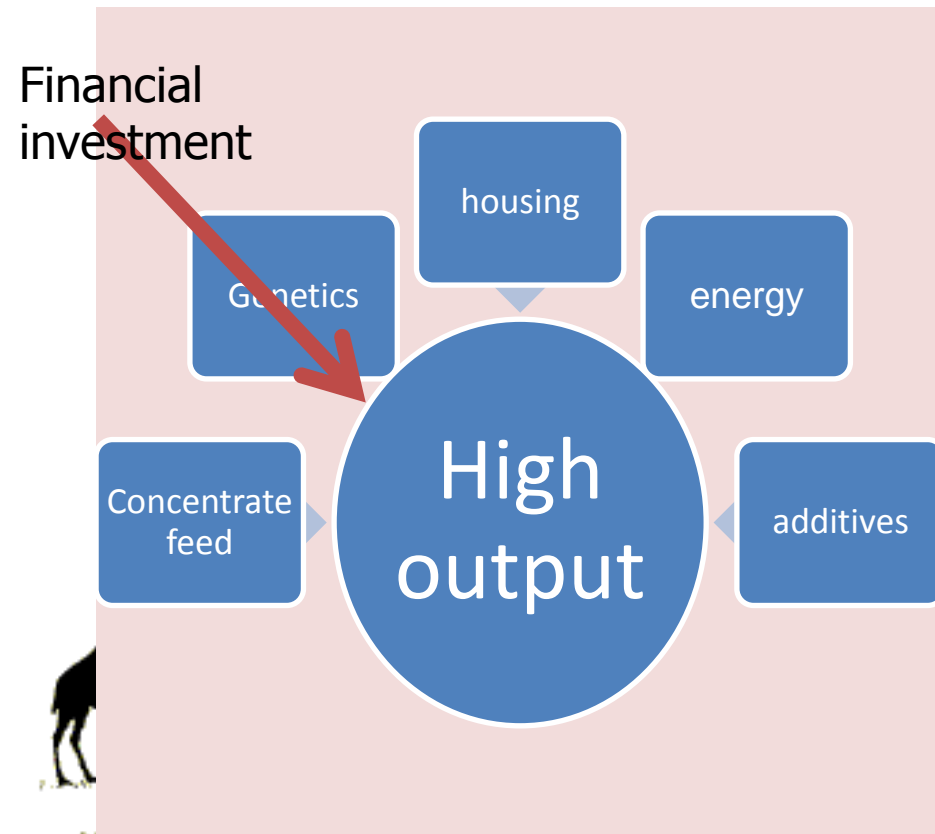 Financial
investment
housing
Genetics
energy
Concentrate
feed
High
output
additives